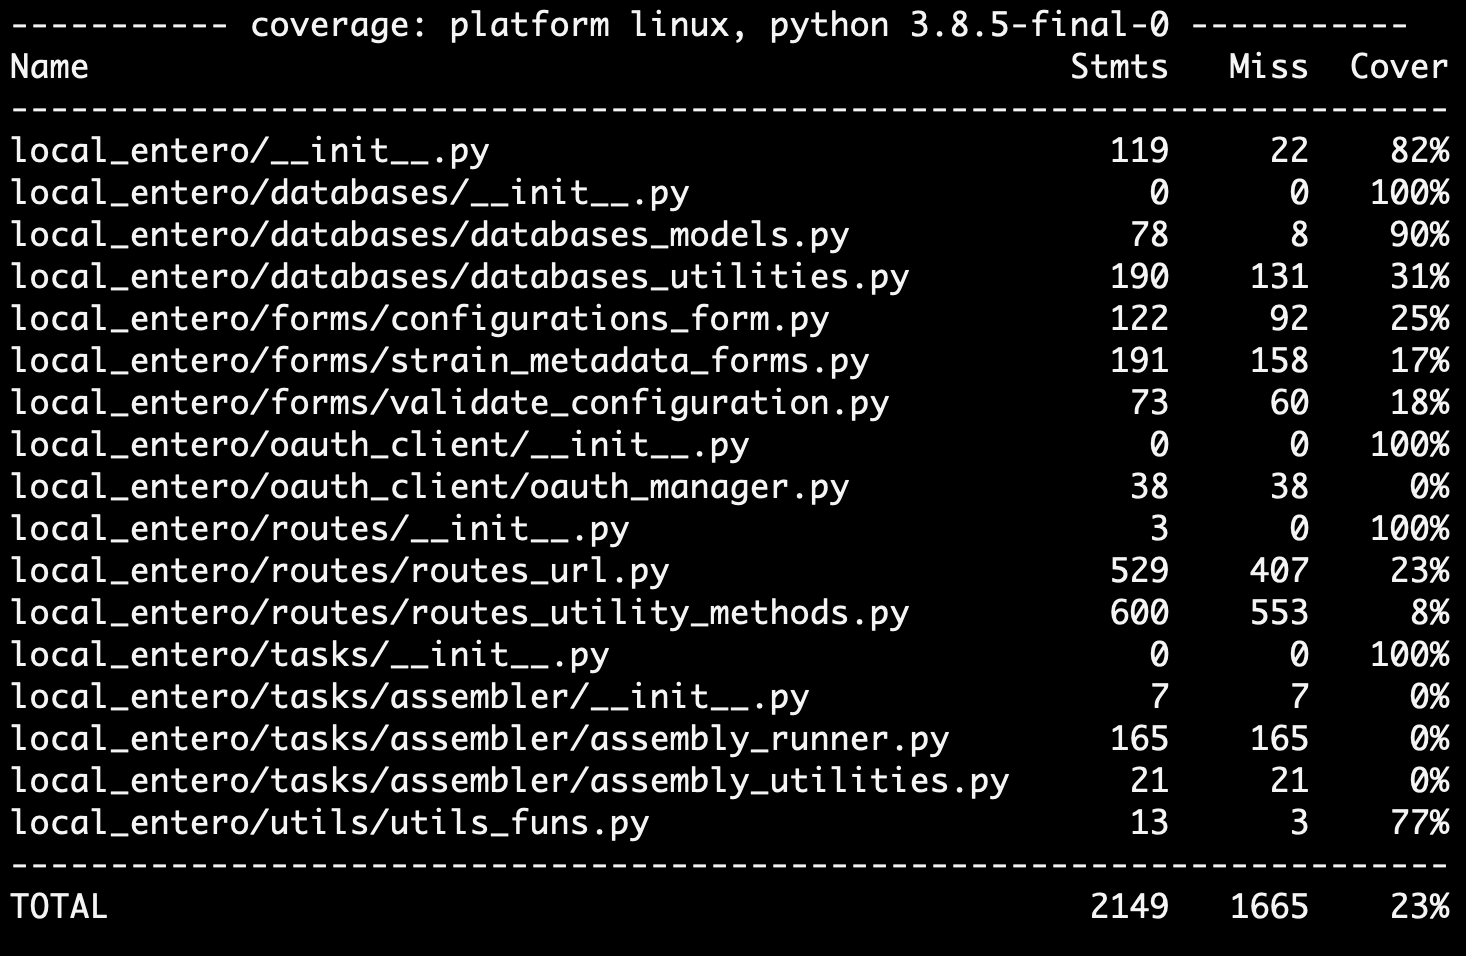 ----------- coverage: platform linux, python 3.8.5-final-0 -----------
Name                                                 Stmts   Miss  Cover
------------------------------------------------------------------------
local_entero/__init__.py                               119     22    82%
local_entero/databases/__init__.py                       0      0   100%
local_entero/databases/databases_models.py              78      8    90%
local_entero/databases/databases_utilities.py          190    131    31%
local_entero/forms/configurations_form.py              122     92    25%
local_entero/forms/strain_metadata_forms.py            191    158    17%
local_entero/forms/validate_configuration.py            73     60    18%
local_entero/oauth_client/__init__.py                    0      0   100%
local_entero/oauth_client/oauth_manager.py              38     38     0%
local_entero/routes/__init__.py                          3      0   100%
local_entero/routes/routes_url.py                      529    407    23%
local_entero/routes/routes_utility_methods.py          600    553     8%
local_entero/tasks/__init__.py                           0      0   100%
local_entero/tasks/assembler/__init__.py                 7      7     0%
local_entero/tasks/assembler/assembly_runner.py        165    165     0%
local_entero/tasks/assembler/assembly_utilities.py      21     21     0%
local_entero/utils/utils_funs.py                        13      3    77%
------------------------------------------------------------------------
TOTAL                                                 2149   1665    23%